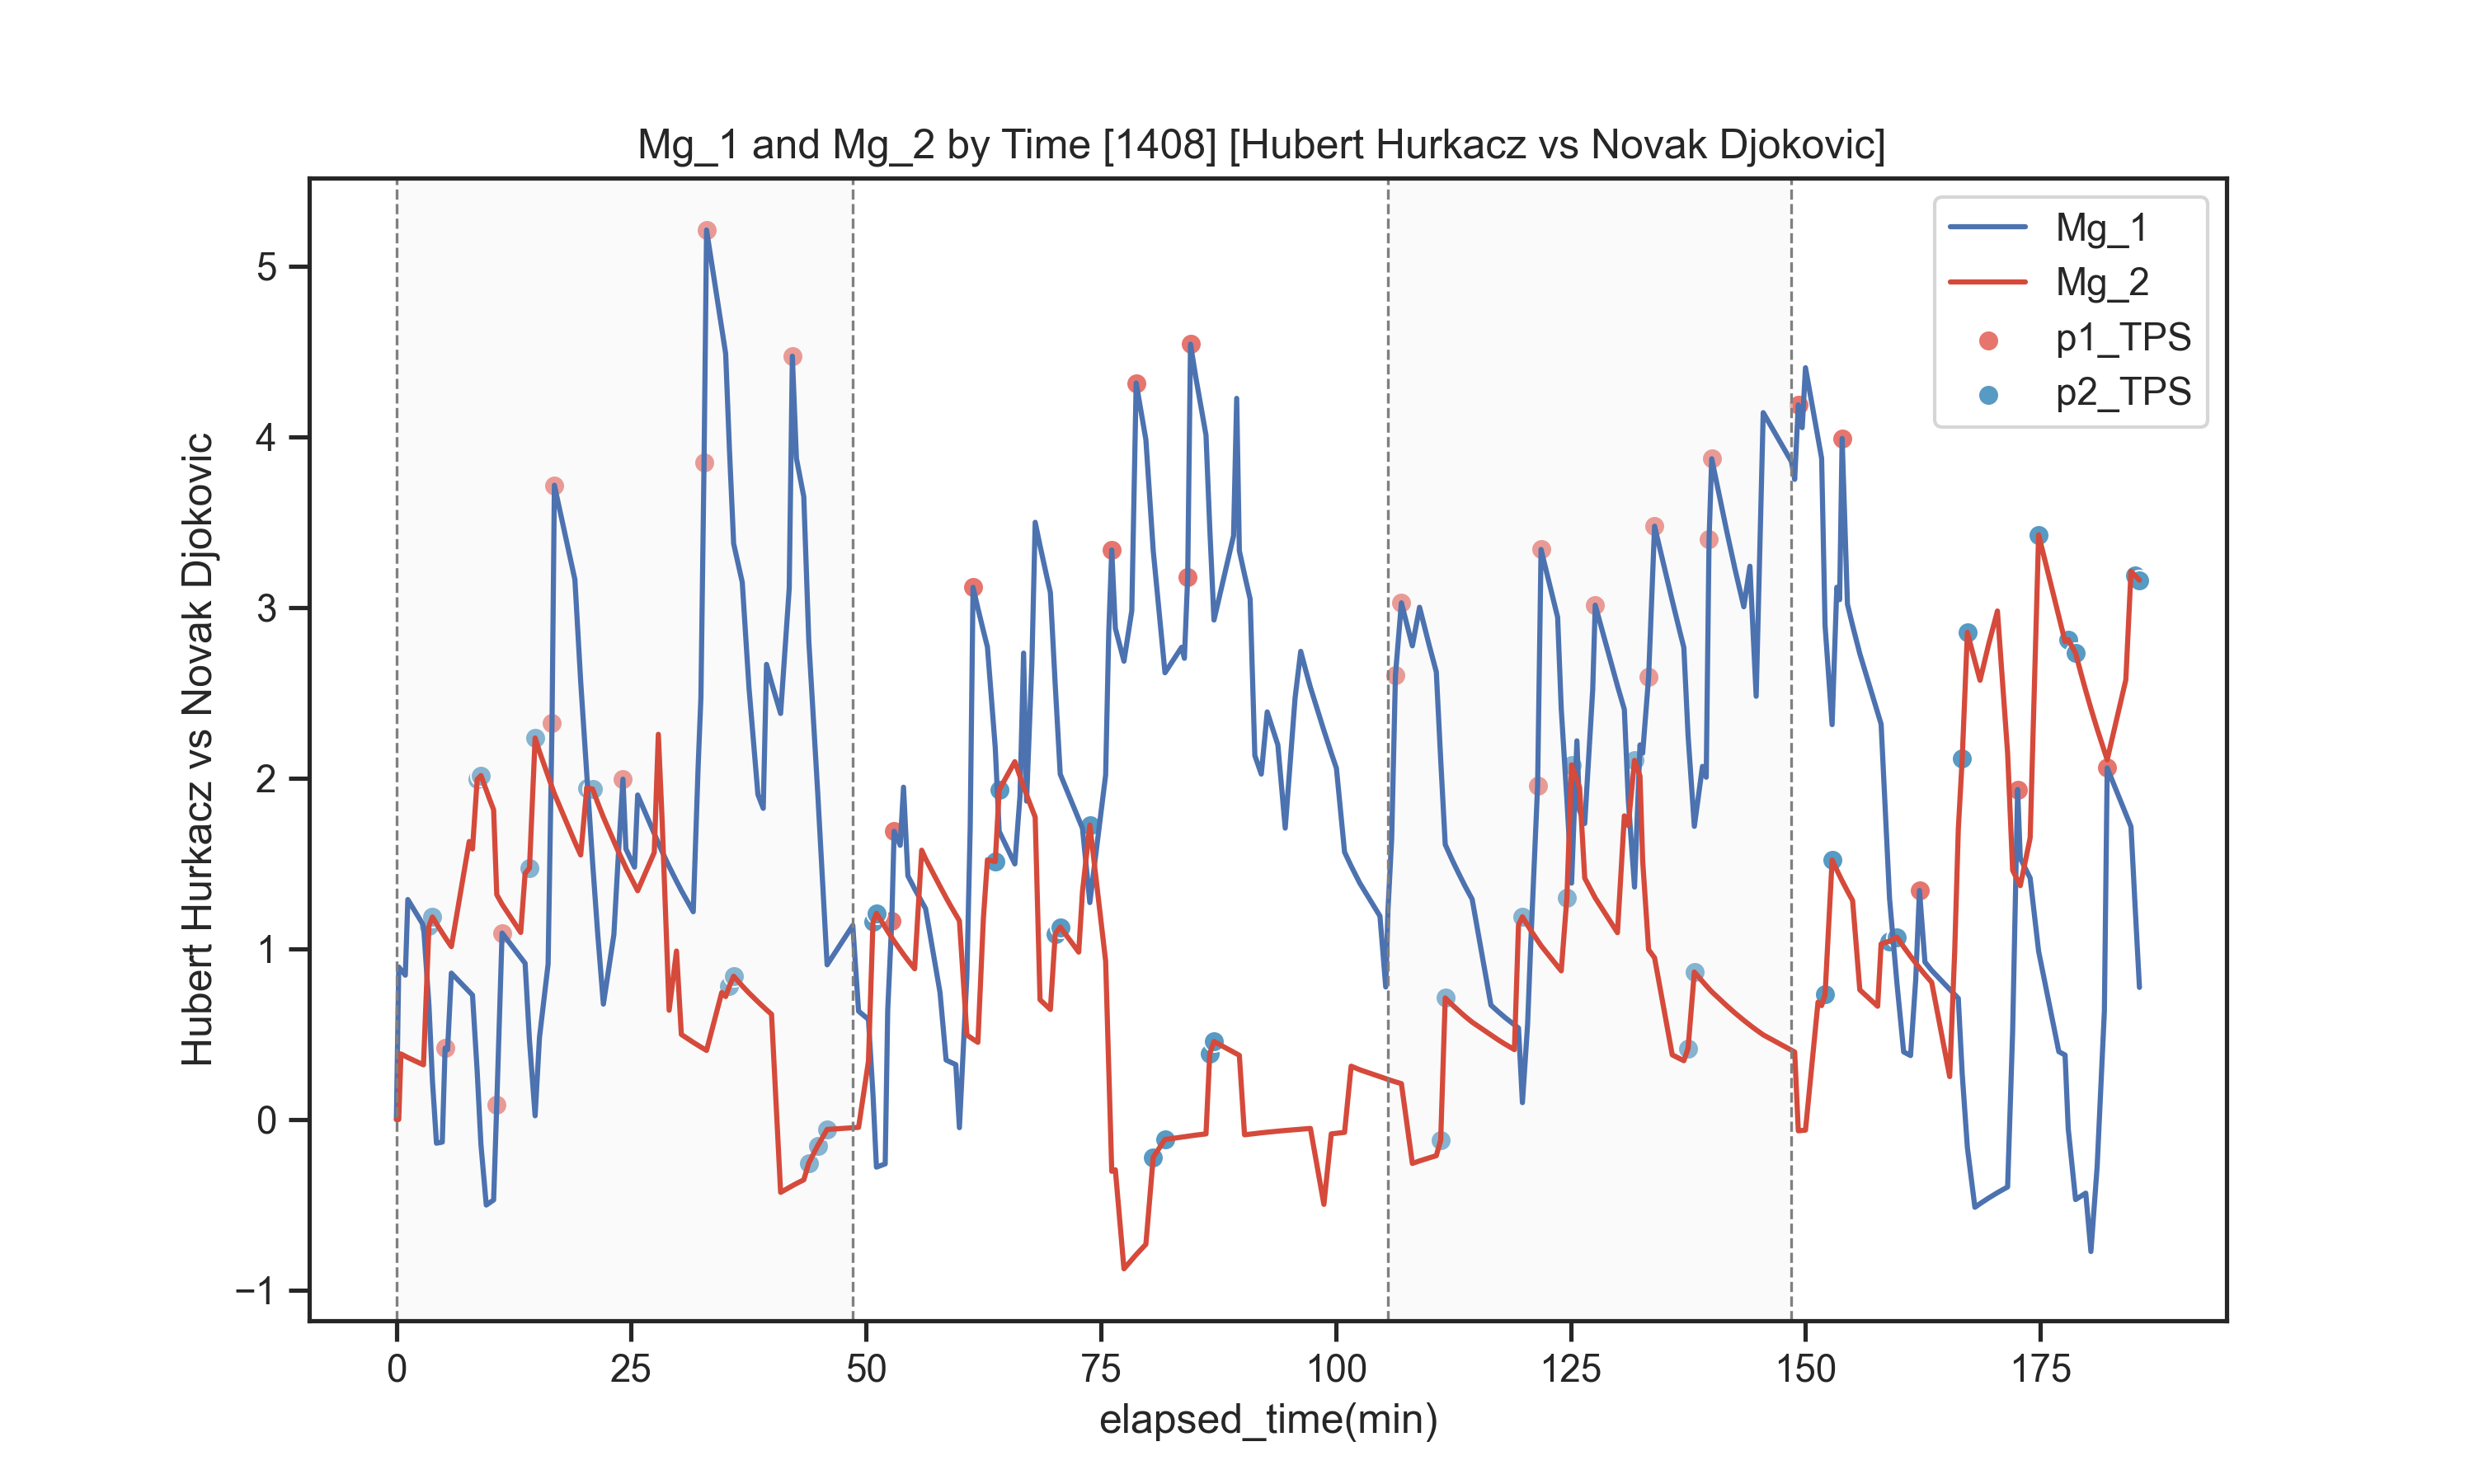 Mg_1 and Mg_2 by Time [1408] [Hubert Hurkacz vs Novak Djokovic]
Mg_1
Mg_2
p1_TPS
p2_TPS
Hubert Hurkacz vs Novak Djokovic
5
4
3
2
1
0
−1
0 25 50 75 100 125 150 175
elapsed_time(min)